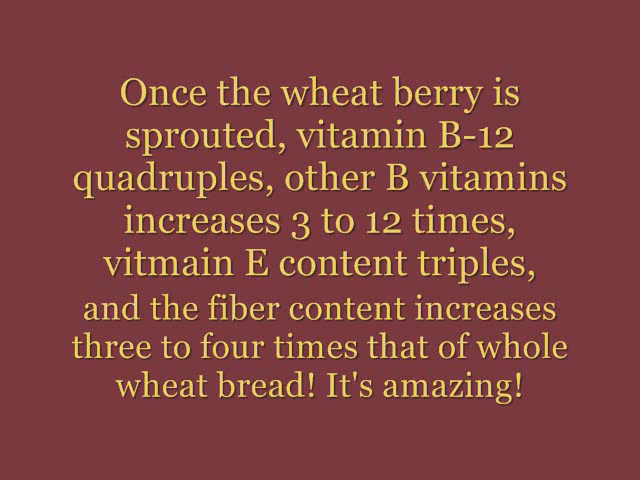 Once the wheat berry is
sprouted, vitamin B-12
quadruples, other B vitamins
increases 3 to 12 times,
vitmain E content triples,
and the fiber content increases
three to four times that of whole
wheat bread! It's amazing!